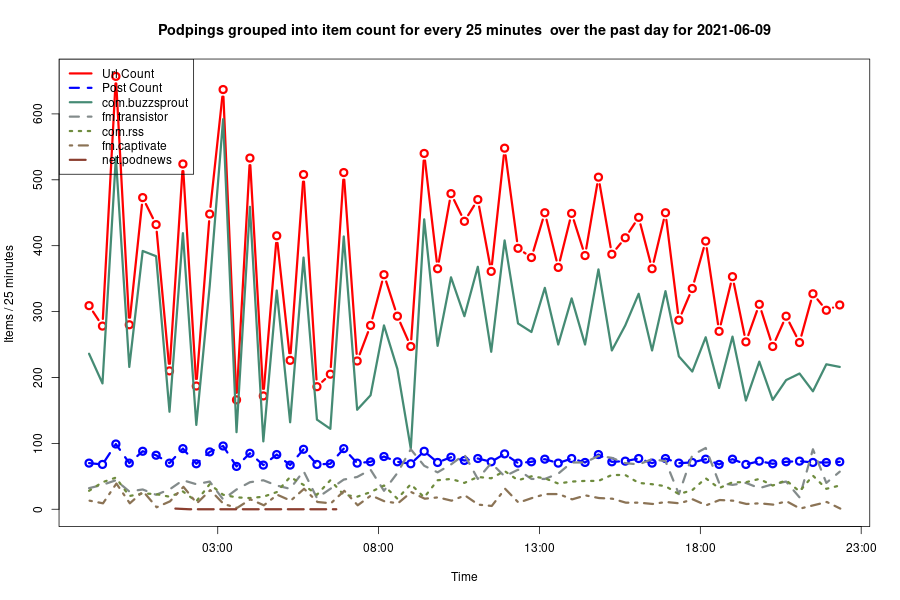 Podpings grouped into item count for every 25 minutes  over the past day for 2021-06-09
Url Count
Post Count
com.buzzsprout
fm.transistor
com.rss
fm.captivate
net.podnews
Items / 25 minutes
600
500
400
300
200
100
0
03:00
08:00
13:00
18:00
23:00
Time